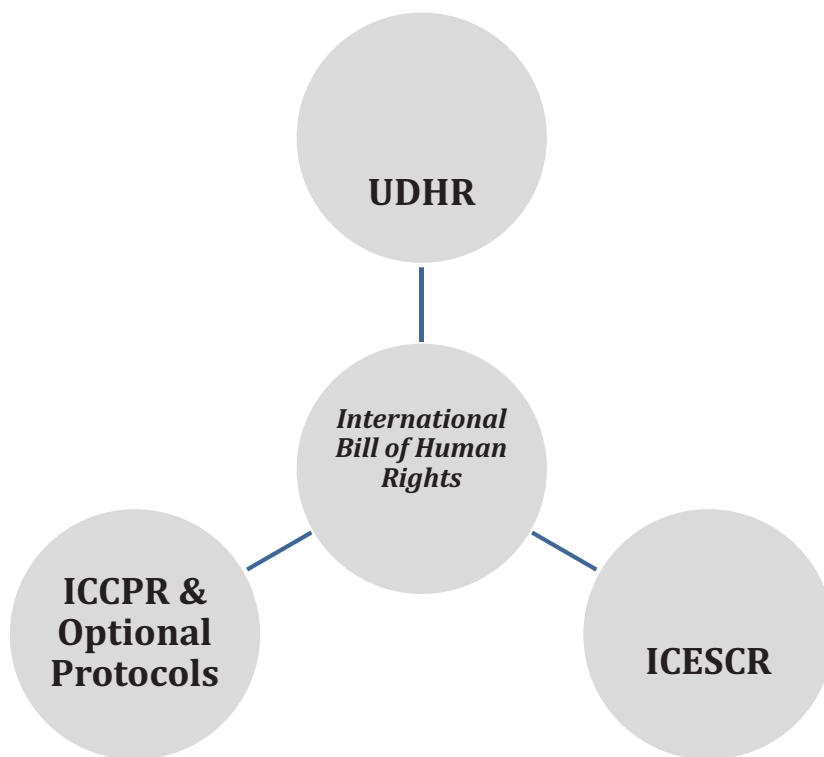 UDHR
International
Bill of Human
Rights
ICCPR &
Optional
Protocols
ICESCR